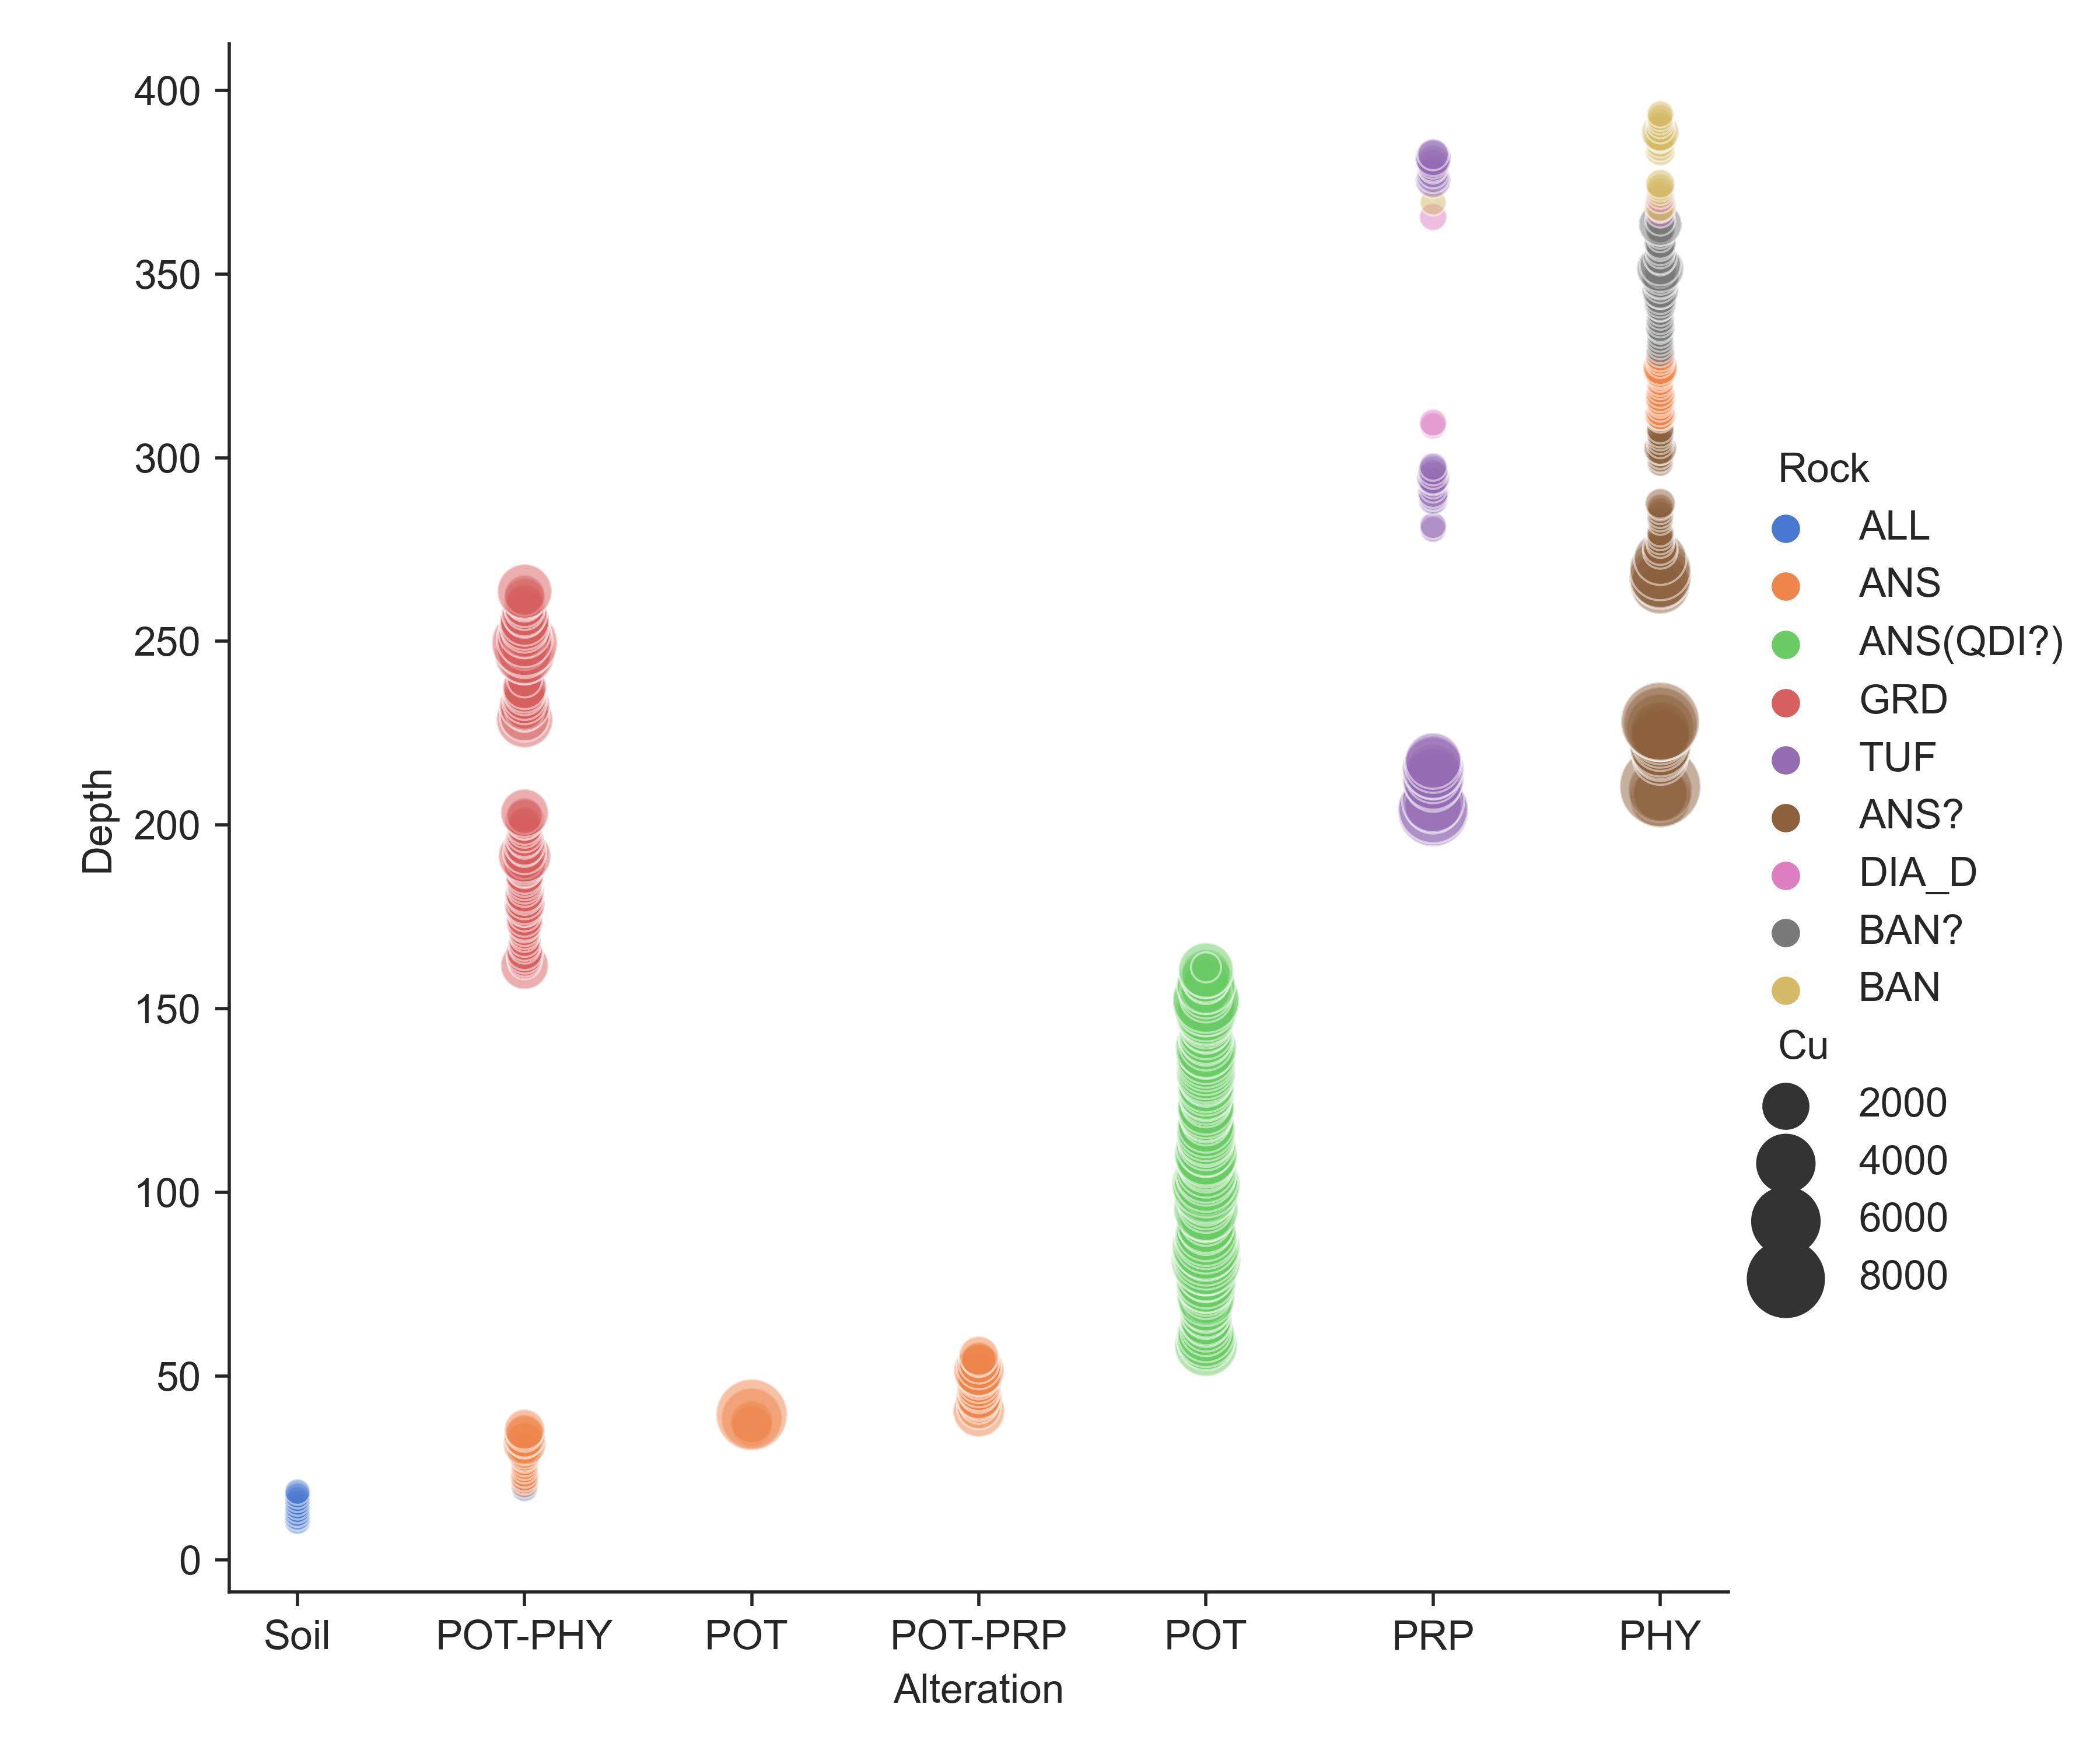 400
350
300
250
200
150
100
50
0
Depth
Soil
POT-PHY
POT
POT-PRP
POT
PRP
PHY
Alteration
Rock
ALL
ANS
ANS(QDI?)
GRD
TUF
ANS?
DIA_D
BAN?
BAN
Cu
2000
4000
6000
8000